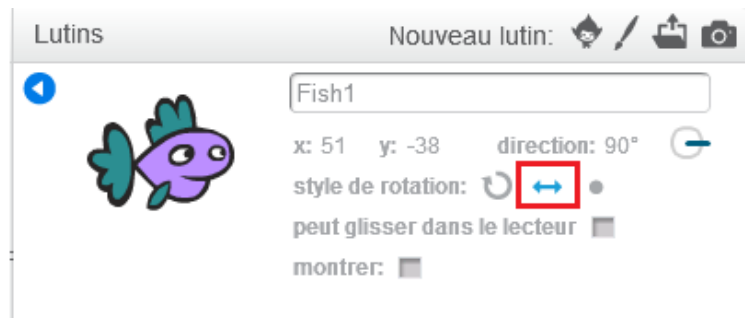 Lutins
Nouveau lutin:
Fish1
x: 51 y: -38 direction: 90°
style de rotation:
peut glisser dans le lecteur
montrer: